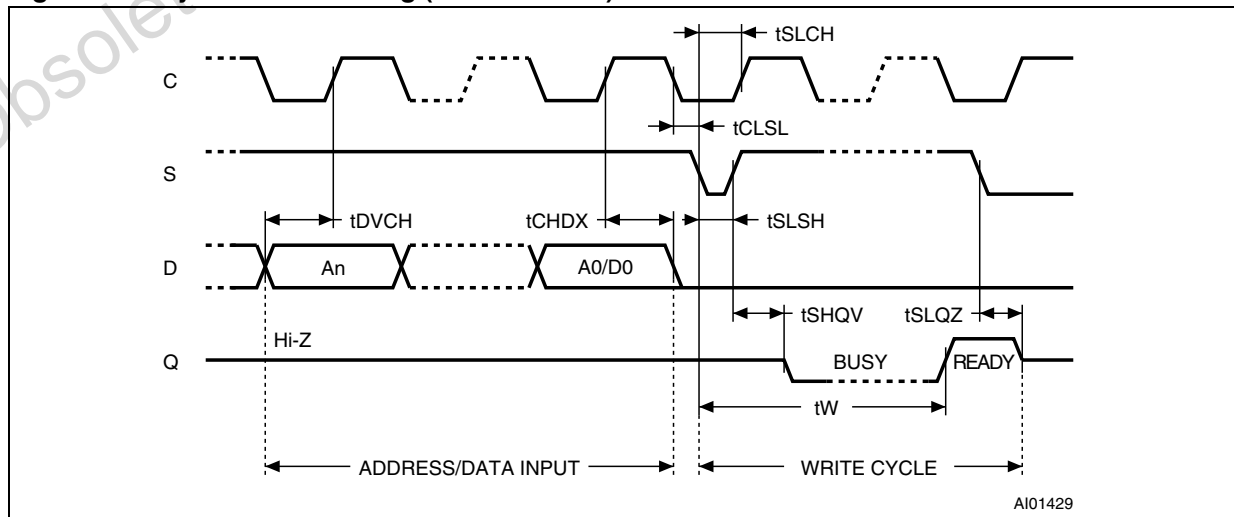 tSLCH
C
tCLSL
S
tDVCH
tCHDX
tSLSH
D
An
A0/D0
tSHQV
tSLQZ
Hi-Z
Q
BUSY
READY
tW
ADDRESS/DATA INPUT
WRITE CYCLE
AI01429